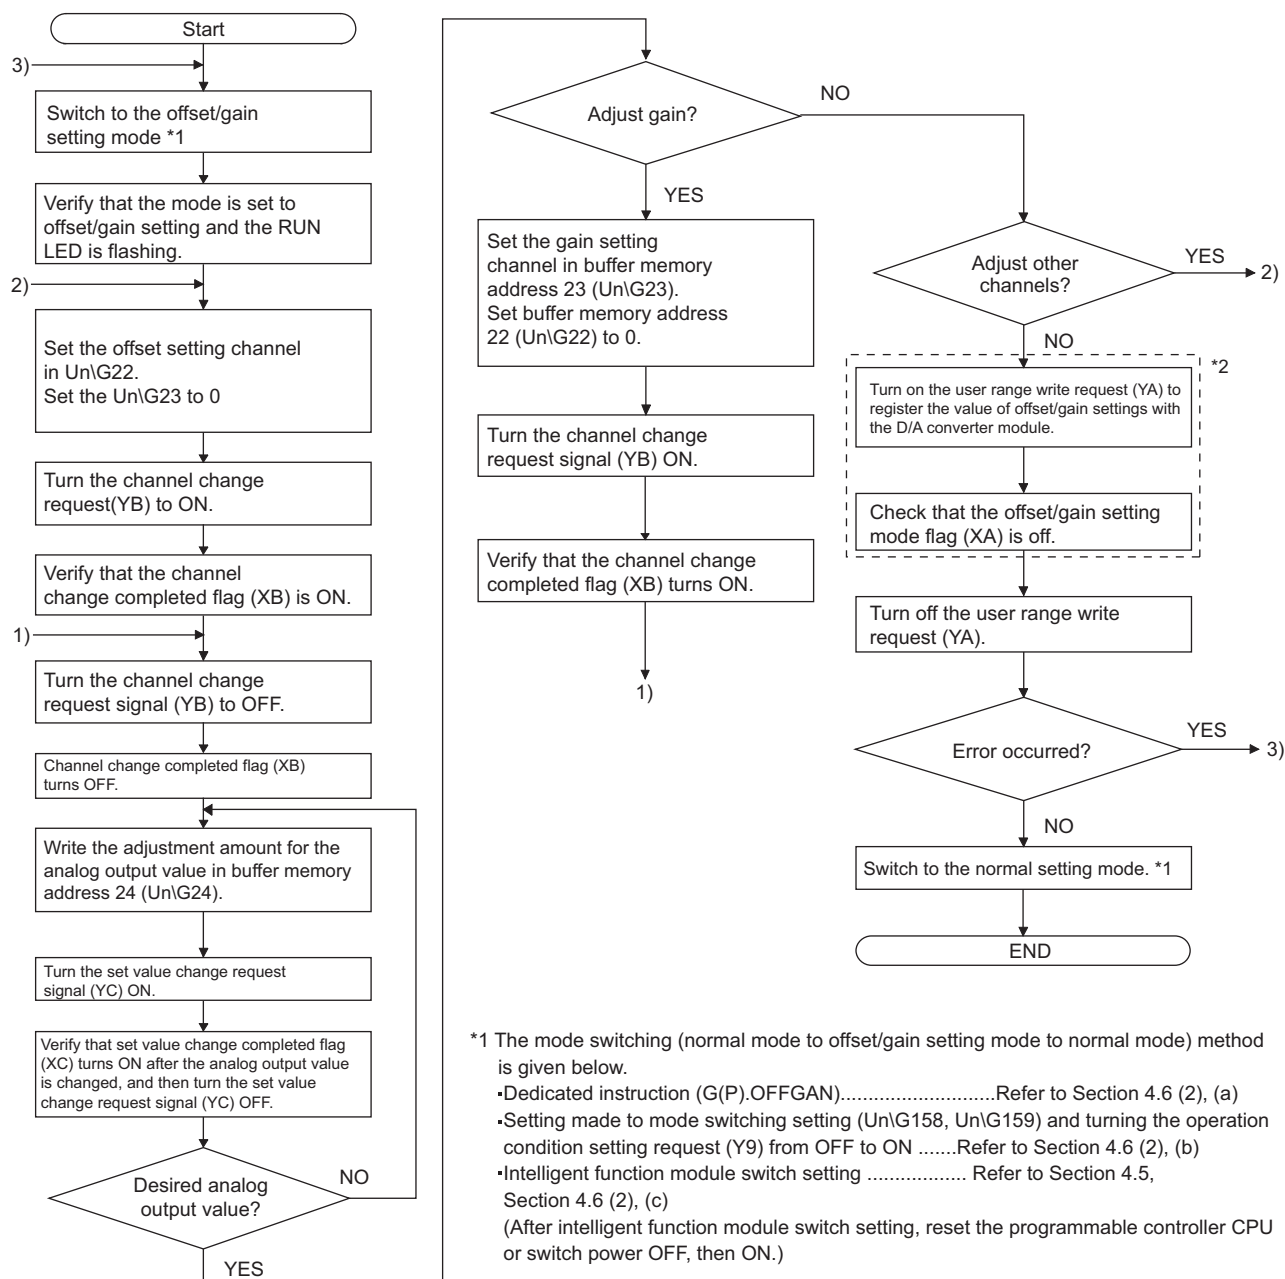 Start
3)
Switch to the offset/gain
setting mode *1
Verify that the mode is set to
offset/gain setting and the RUN
LED is flashing.
2)
Set the offset setting channel
in Un\G22.
Set the Un\G23 to 0
Turn the channel change
request(YB) to ON.
Verify that the channel
change completed flag (XB) is ON.
1)
Turn the channel change
request signal (YB) to OFF.
Channel change completed flag (XB)
turns OFF.
Write the adjustment amount for the
analog output value in buffer memory
address 24 (Un\G24).
Turn the set value change request
signal (YC) ON.
Verify that set value change completed flag
(XC) turns ON after the analog output value
is changed, and then turn the set value
change request signal (YC) OFF.
Desired analog
output value?
NO
YES
Adjust gain?
NO
YES
Set the gain setting
channel in buffer memory
address 23 (Un\G23).
Set buffer memory address
22 (Un\G22) to 0.
Turn the channel change
request signal (YB) ON.
Verify that the channel change
completed flag (XB) turns ON.
1)
Adjust other
channels?
YES
2)
NO
*2
Turn on the user range write request (YA) to
register the value of offset/gain settings with
the D/A converter module.
Check that the offset/gain setting
mode flag (XA) is off.
Turn off the user range write
request (YA).
Error occurred?
YES
3)
NO
Switch to the normal setting mode. *1
END
*1 The mode switching (normal mode to offset/gain setting mode to normal mode) method
is given below.
▪Dedicated instruction (G(P).OFFGAN)............................Refer to Section 4.6 (2), (a)
▪Setting made to mode switching setting (Un\G158, Un\G159) and turning the operation
condition setting request (Y9) from OFF to ON .......Refer to Section 4.6 (2), (b)
▪Intelligent function module switch setting .................. Refer to Section 4.5,
Section 4.6 (2), (c)
(After intelligent function module switch setting, reset the programmable controller CPU
or switch power OFF, then ON.)